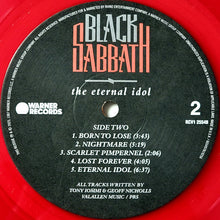 BLACK
SABBATH
the eternal idol
WARNER
RECORDS
2
RCV1 25548
SIDE TWO
1. BORN TO LOSE (3:43)
2. NIGHTMARE (5:19)
3. SCARLET PIMPERNEL (2:06)
4. LOST FOREVER (4:05)
5. ETERNAL IDOL (6:37)
ALL TRACKS WRITTEN BY
TONY IOMMI & GEOFF NICHOLLS
VALALLEN MUSIC / PRS